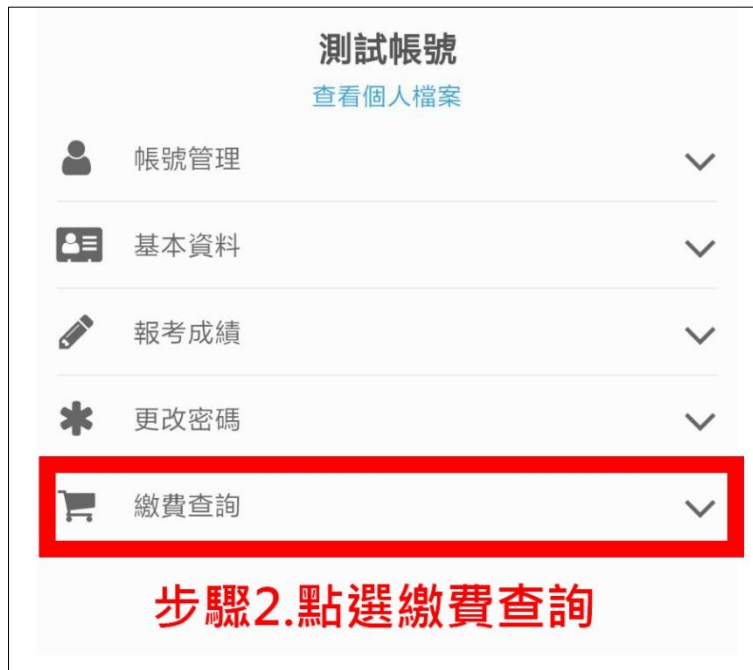 測試帳號
查看個人檔案
帳號管理
基本資料
報考成績
更改密碼
繳費查詢
步驟2.點選繳費查詢